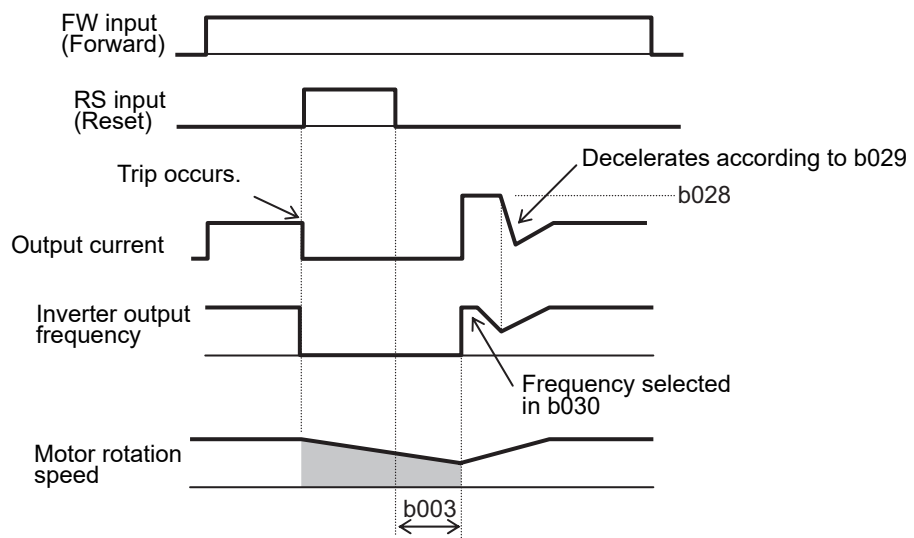 FW input
(Forward)
RS input
(Reset)
Trip occurs.
Decelerates according to b029
b028
Output current
Inverter output
frequency
Frequency selected
in b030
Motor rotation
speed
b003